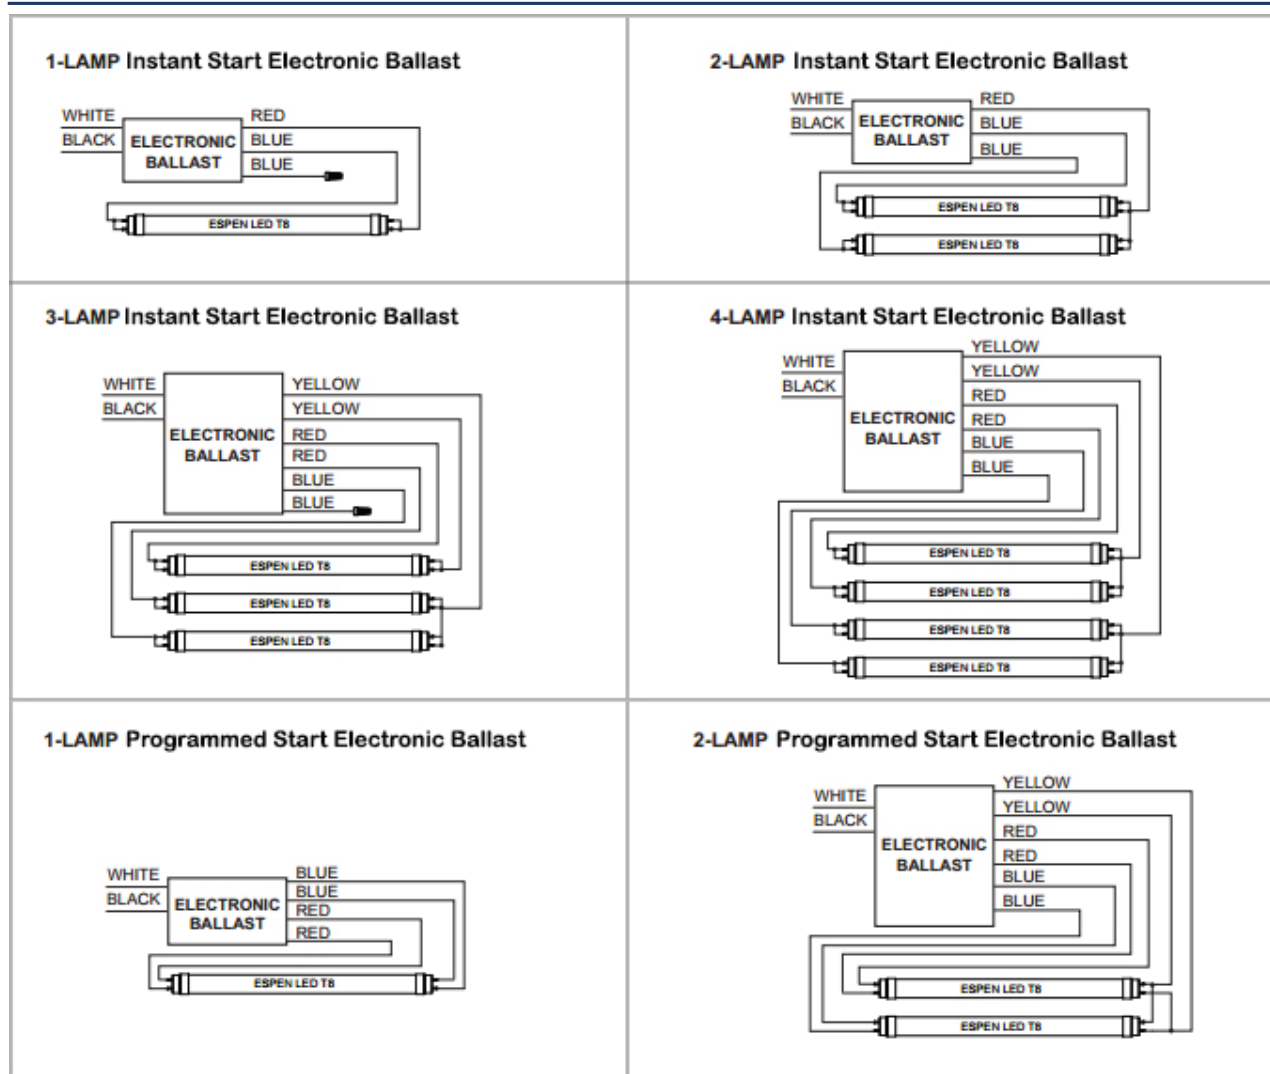 1-LAMP Instant Start Electronic Ballast
WHITE
BLACK
ELECTRONIC
BALLAST
RED
BLUE
BLUE
ESPEN LED T8
2-LAMP Instant Start Electronic Ballast
WHITE
BLACK
ELECTRONIC
BALLAST
RED
BLUE
BLUE
ESPEN LED T8
ESPEN LED T8
3-LAMP Instant Start Electronic Ballast
WHITE
BLACK
ELECTRONIC
BALLAST
YELLOW
YELLOW
RED
RED
BLUE
BLUE
ESPEN LED T8
ESPEN LED T8
ESPEN LED T8
4-LAMP Instant Start Electronic Ballast
WHITE
BLACK
ELECTRONIC
BALLAST
YELLOW
YELLOW
RED
RED
BLUE
BLUE
ESPEN LED T8
ESPEN LED T8
ESPEN LED T8
ESPEN LED T8
1-LAMP Programmed Start Electronic Ballast
WHITE
BLACK
ELECTRONIC
BALLAST
BLUE
BLUE
RED
RED
ESPEN LED T8
2-LAMP Programmed Start Electronic Ballast
WHITE
BLACK
ELECTRONIC
BALLAST
YELLOW
YELLOW
RED
RED
BLUE
BLUE
ESPEN LED T8
ESPEN LED T8